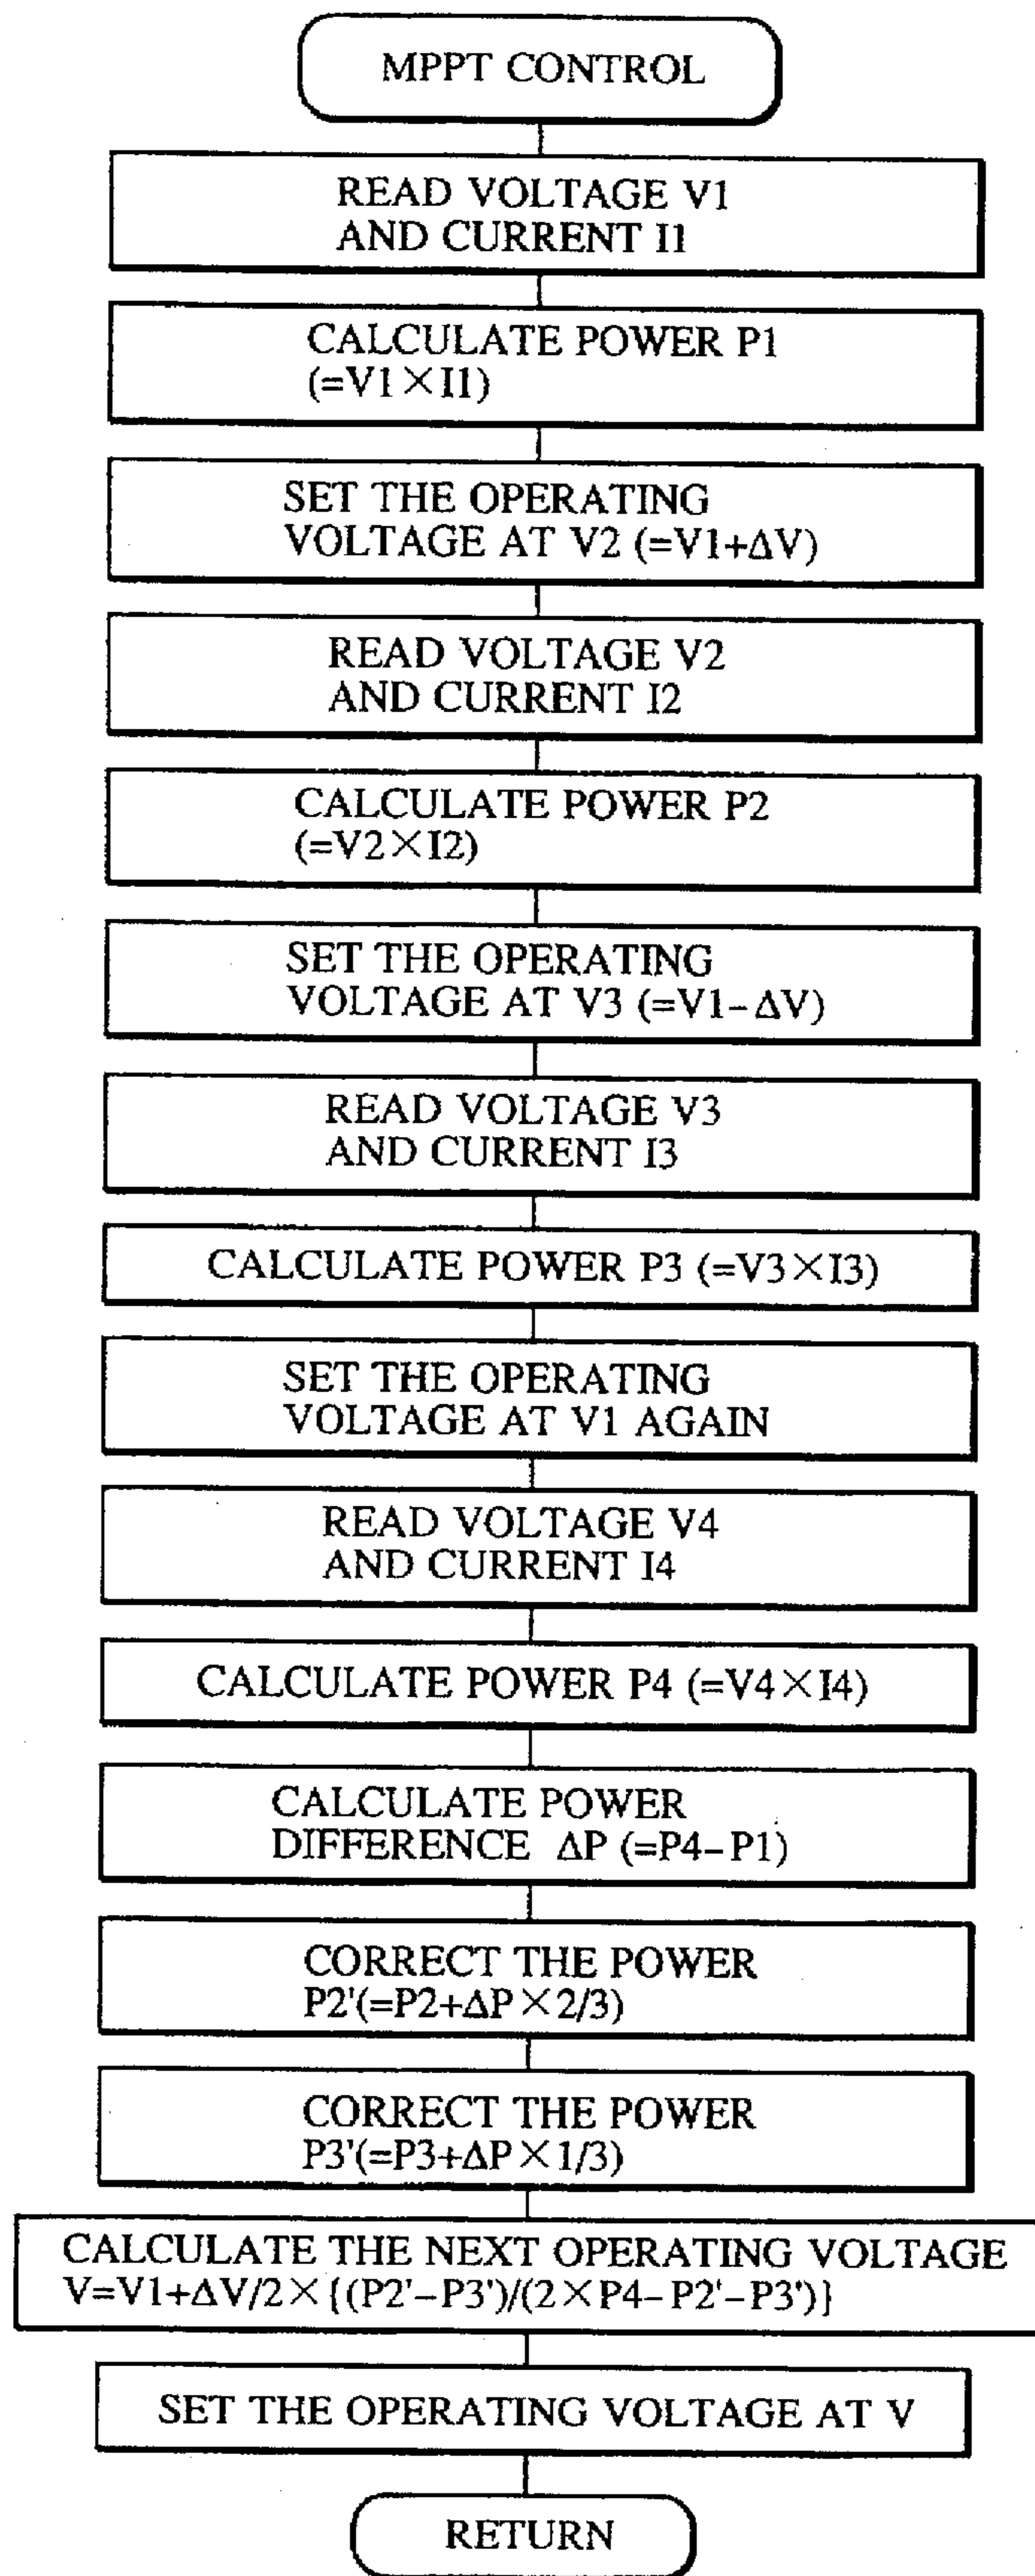 MPPT CONTROL
READ VOLTAGE V1
AND CURRENT I1
CALCULATE POWER P1
(=V1×I1)
SET THE OPERATING
VOLTAGE AT V2 (=V1+ΔV)
READ VOLTAGE V2
AND CURRENT I2
CALCULATE POWER P2
(=V2×I2)
SET THE OPERATING
VOLTAGE AT V3 (=V1-ΔV)
READ VOLTAGE V3
AND CURRENT I3
CALCULATE POWER P3 (=V3×I3)
SET THE OPERATING
VOLTAGE AT V1 AGAIN
READ VOLTAGE V4
AND CURRENT I4
CALCULATE POWER P4 (=V4×I4)
CALCULATE POWER
DIFFERENCE ΔP (=P4-P1)
CORRECT THE POWER
P2'(=P2+ΔP×2/3)
CORRECT THE POWER
P3'(=P3+ΔP×1/3)
CALCULATE THE NEXT OPERATING VOLTAGE
V=V1+ΔV/2×{(P2'-P3')/(2×P4-P2'-P3')}
SET THE OPERATING VOLTAGE AT V
RETURN